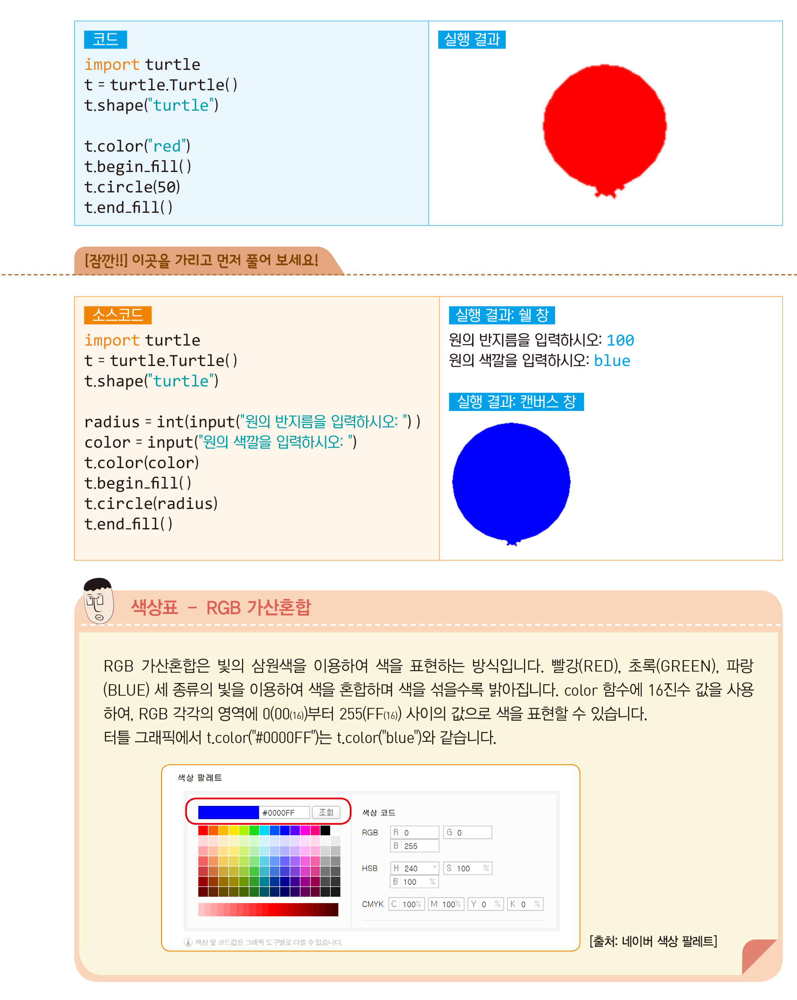 코드
import turtle
t = turtle.Turtle()
t.shape("turtle")
t.color("red")
t.begin_fill()
t.circle(50)
t.end_fill()
실행 결과
[잠깐!!] 이곳을 가리고 먼저 풀어 보세요!
소스코드
import turtle
t = turtle.Turtle()
t.shape("turtle")
radius = int(input("원의 반지름을 입력하시오: ") )
color = input("원의 색깔을 입력하시오: ")
t.color(color)
t.begin_fill()
t.circle(radius)
t.end_fill()
실행 결과: 쉘 창
원의 반지름을 입력하시오: 100
원의 색깔을 입력하시오: blue
실행 결과: 캔버스 창
색상표 - RGB 가산혼합
RGB 가산혼합은 빛의 삼원색을 이용하여 색을 표현하는 방식입니다. 빨강(RED), 초록(GREEN), 파랑
(BLUE) 세 종류의 빛을 이용하여 색을 혼합하며 색을 섞을수록 밝아집니다. color 함수에 16진수 값을 사용
하여, RGB 각각의 영역에 0(00(16))부터 255(FF(16)) 사이의 값으로 색을 표현할 수 있습니다.
터틀 그래픽에서 t.color("#0000FF")는 t.color("blue")와 같습니다.
색상 팔레트
#0000FF 조회
색상 코드
RGB R 0 G 0
B 255
HSB H 240 ° S 100 %
B 100 %
CMYK C 100% M 100% Y 0 % K 0 %
색상 및 코드값은 그래픽 도구별로 다를 수 있습니다.
[출처: 네이버 색상 팔레트]